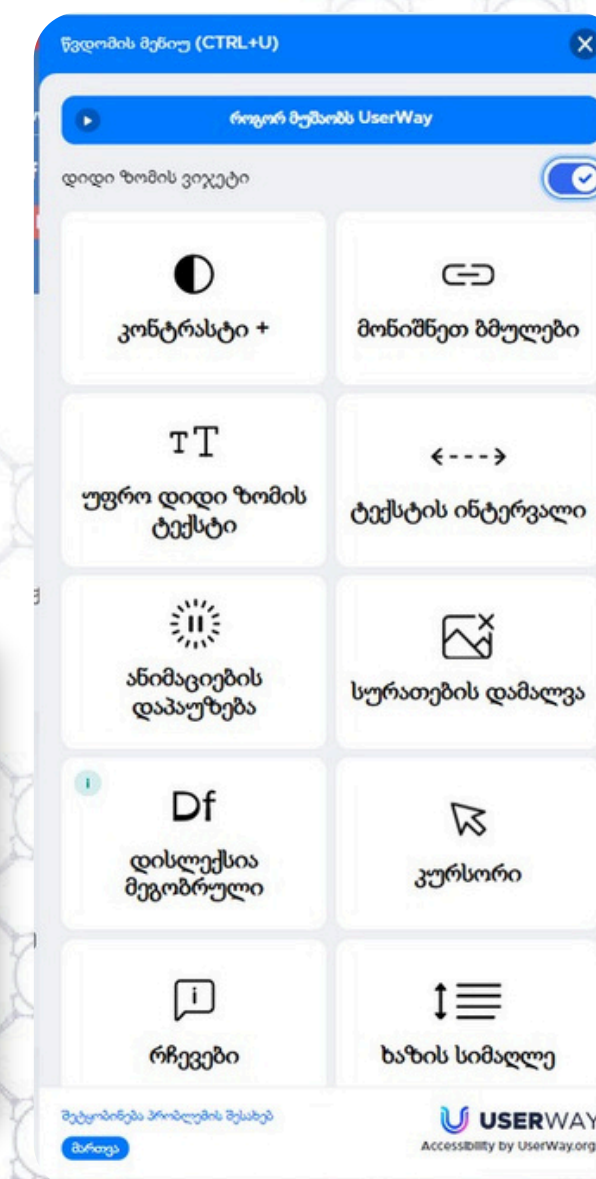 წვდომის მენიუ (CTRL+U)
როგორ მუშაობს UserWay
დიდი ზომის ვიჯეტი
კონტრასტი +
მონიშნეთ ბმულები
TT
უფრო დიდი ზომის
ტექსტი
ტექსტის ინტერვალი
ანიმაციების
დაპაუზება
სურათების დამალვა
i
Df
დისლექსია
მეგობრული
კურსორი
i
რჩევები
ხაზის სიმაღლე
შეტყობინება პრობლემის შესახებ
მართვა
USERWAY
Accessibility by UserWay.org